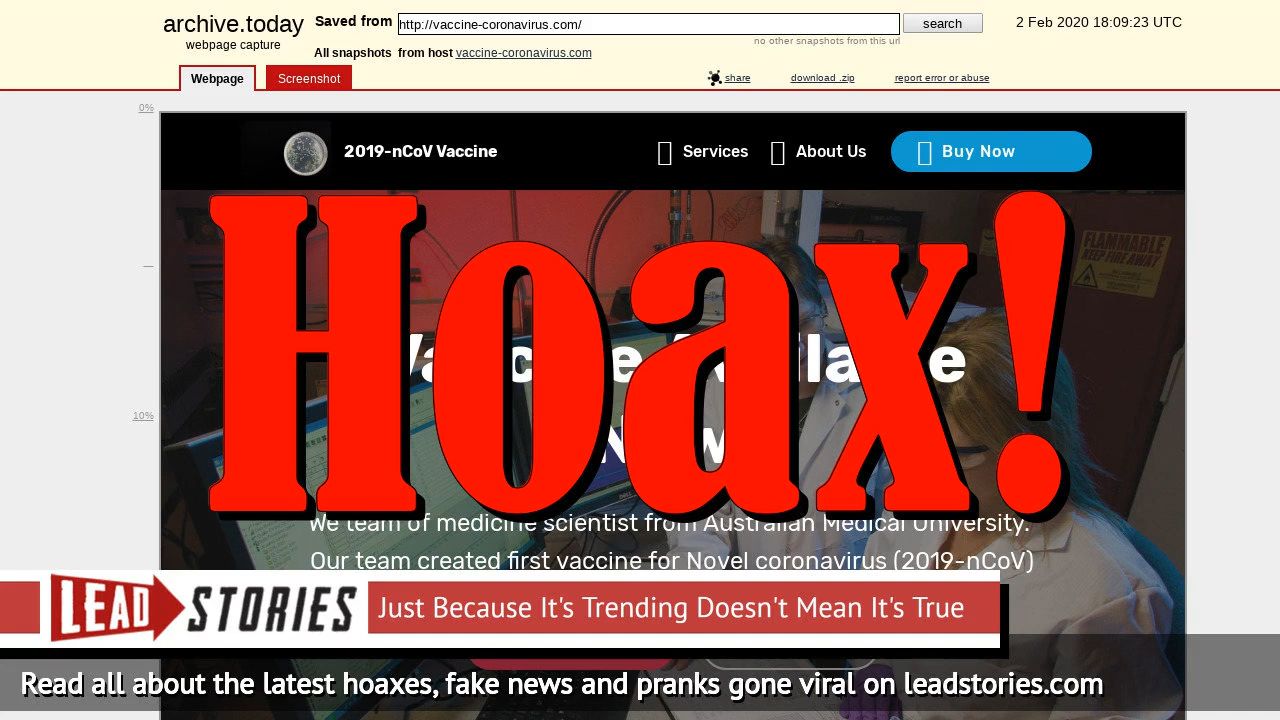 archive.today
webpage capture
Saved from
http://vaccine-coronavirus.com/
search
2 Feb 2020 18:09:23 UTC
no other snapshots from this url
All snapshots from host vaccine-coronavirus.com
Webpage
Screenshot
share
download .zip
report error or abuse
0%
10%
2019-nCoV Vaccine
Services
About Us
Buy Now
FLAMMABLE
KEEP FIRE AWAY
Hoax!
We team of medicine scientist from Australian Medical University.
Our team created first vaccine for Novel coronavirus (2019-nCoV)
LEAD STORIES
Just Because It's Trending Doesn't Mean It's True
Read all about the latest hoaxes, fake news and pranks gone viral on leadstories.com